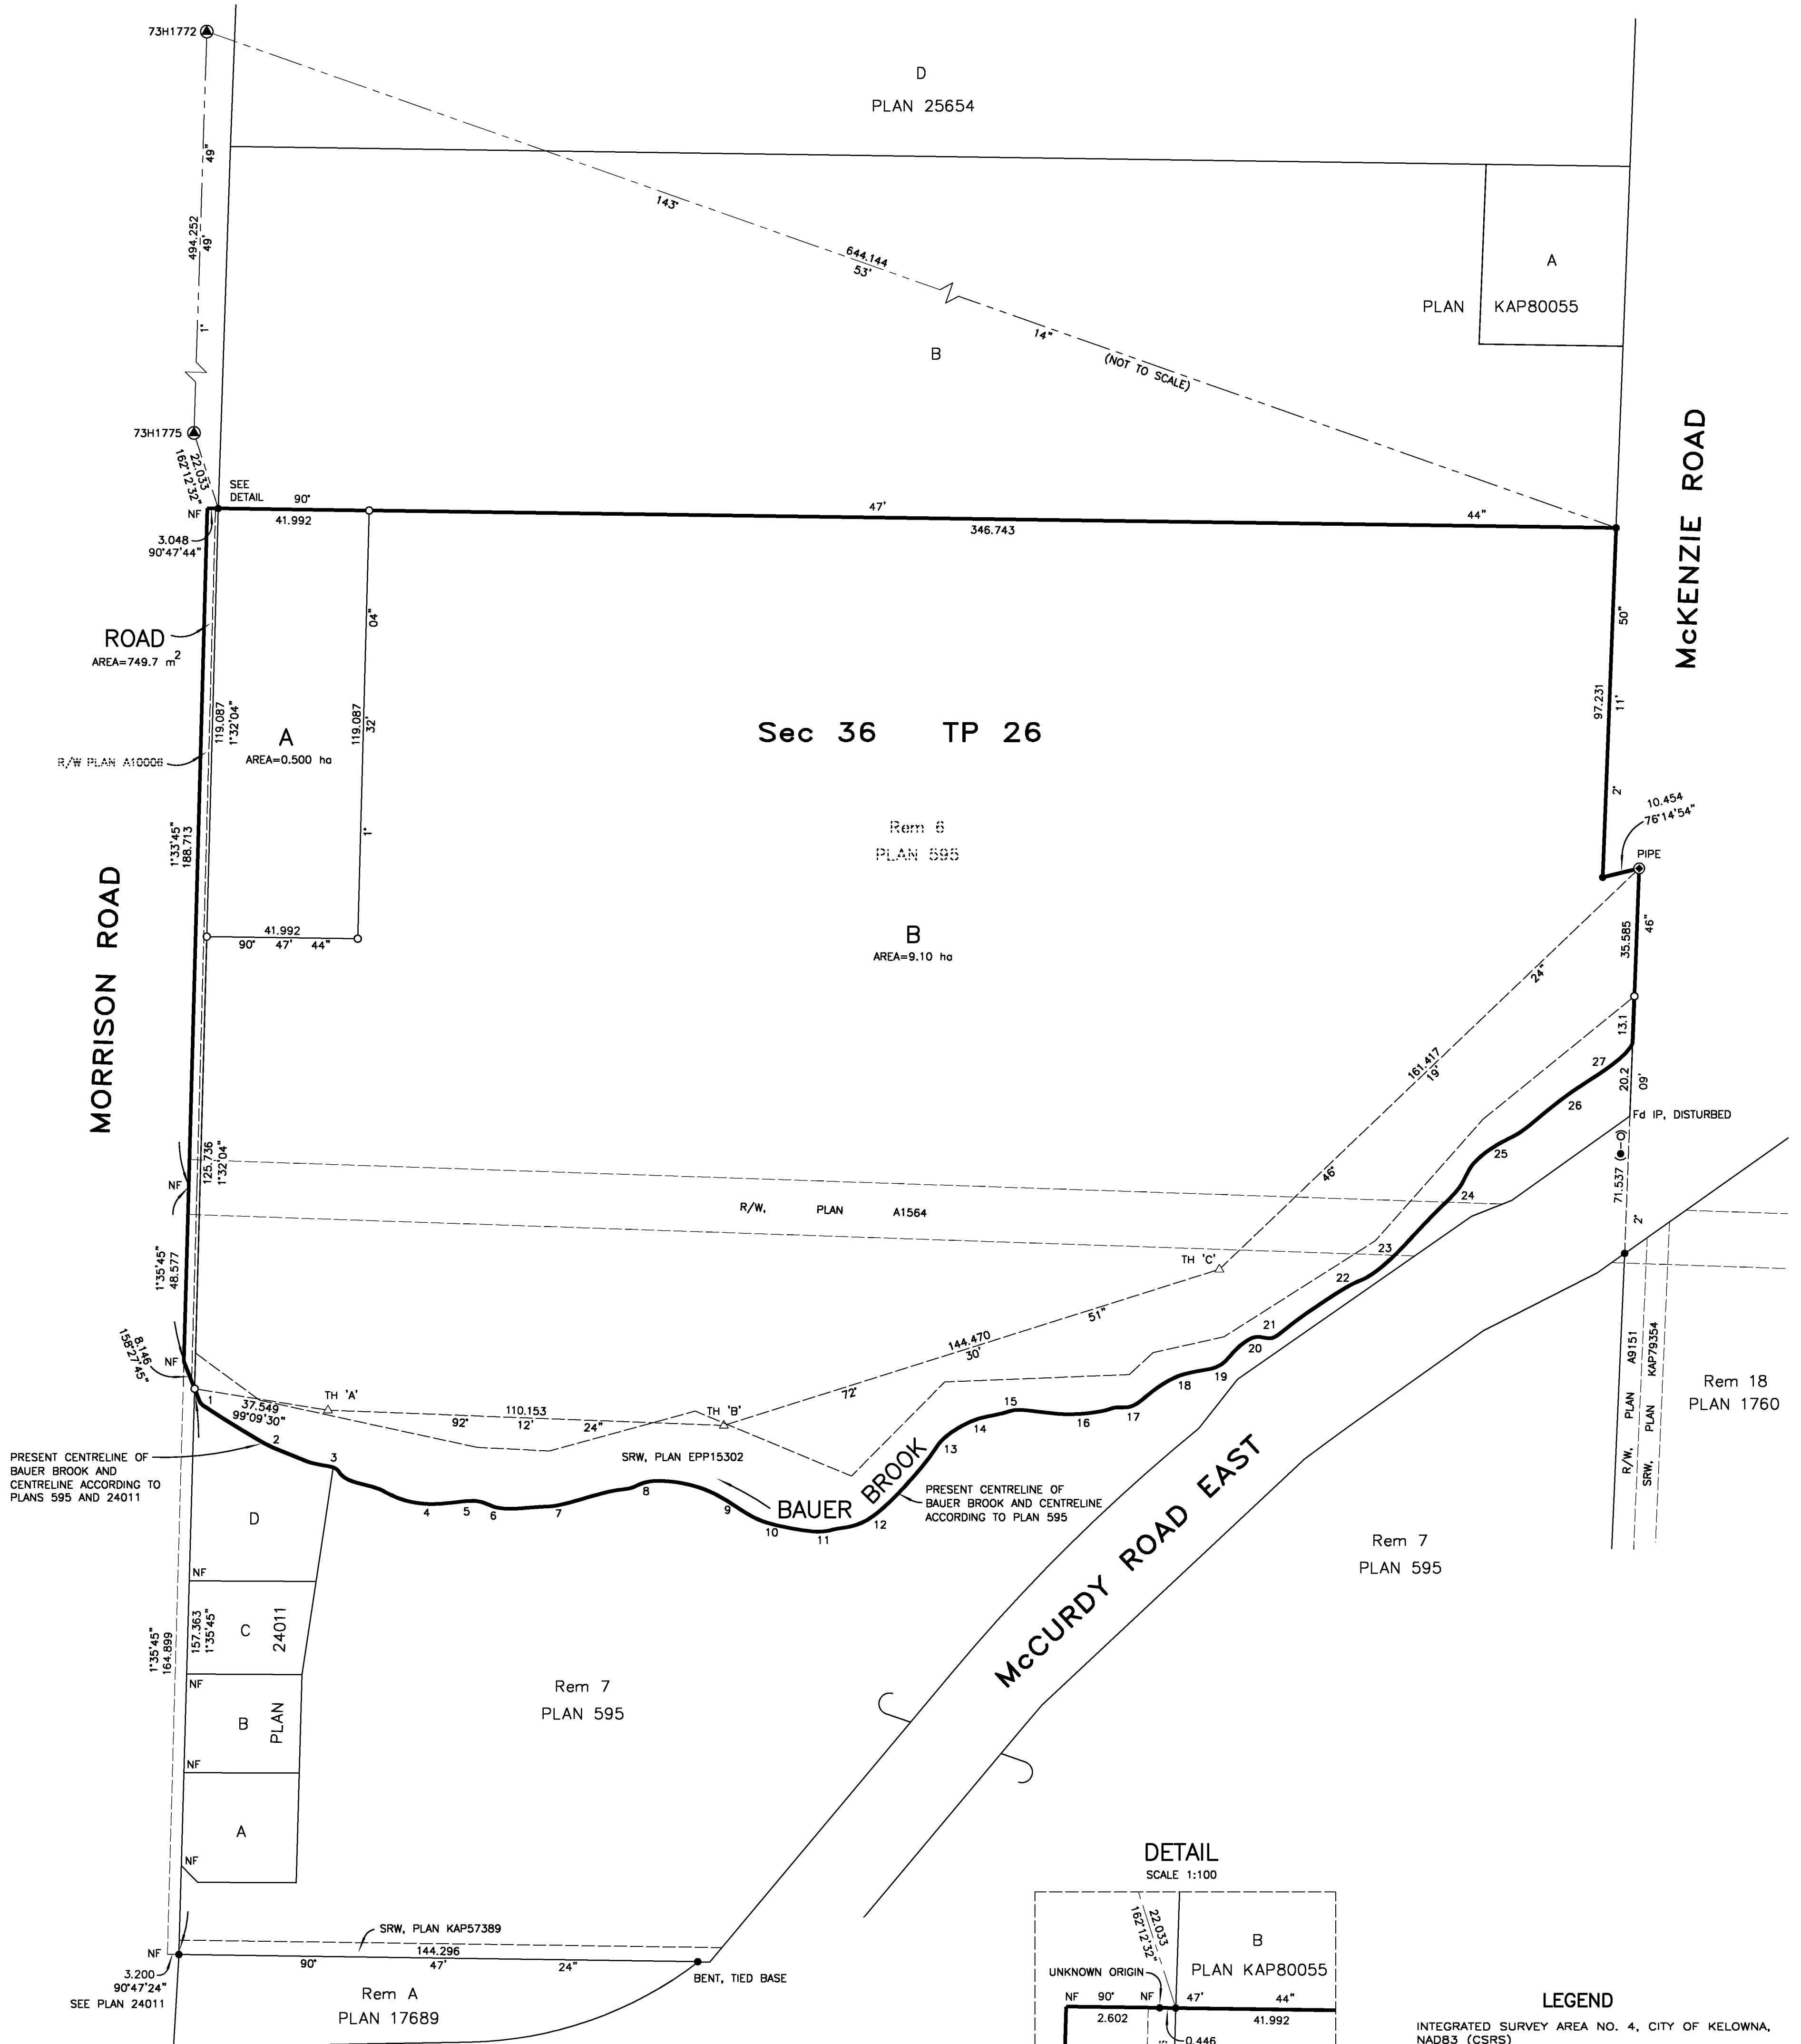 73H1772
D
PLAN 25654
49"
494.252
49'
1°
143°
644.144
53'
14"
(NOT TO SCALE)
A
PLAN KAP80055
B
73H1775
22.033
162°12'32"
SEE
DETAIL
NF
90°
41.992
47'
346.743
44"
3.048
90°47'44"
McKENZIE ROAD
ROAD
AREA=749.7 m2
04"
50"
119.087
1°32'04"
119.087
32'
97.231
11'
A
AREA=0.500 ha
Sec 36 TP 26
R/W PLAN A10006
1°
2°
10.454
76°14'54"
PIPE
Rem 6
PLAN 595
1°33'45"
188.713
41.992
90° 47' 44"
B
AREA=9.10 ha
46"
35.585
24"
MORRISON ROAD
13.1
161.417
19'
27
20.2
09'
26
Fd IP, DISTURBED
25
125.736
1°32'04"
NF
46'
71.537
24
R/W, PLAN A1564
2°
23
TH 'C'
22
1°35'45"
48.577
51"
21
144.470
30'
20
8.146
158°27'45"
NF
19
18
72°
TH 'A'
TH 'B'
1
37.549
99°09'30"
110.153
92° 12' 24"
15
14
16
17
13
R/W, PLAN A9151
SRW, PLAN KAP79354
Rem 18
PLAN 1760
2
3
PRESENT CENTRELINE OF
BAUER BROOK AND
CENTRELINE ACCORDING TO
PLANS 595 AND 24011
SRW, PLAN EPP15302
8
4
5
6
7
9
10
11
12
BAUER BROOK
PRESENT CENTRELINE OF
BAUER BROOK AND CENTRELINE
ACCORDING TO PLAN 595
McCURDY ROAD EAST
Rem 7
PLAN 595
D
NF
157.363
1°35'45"
C
PLAN 24011
1°35'45"
164.899
NF
B
NF
A
NF
Rem 7
PLAN 595
SRW, PLAN KAP57389
144.296
90° 47' 24"
NF
3.200
90°47'24"
SEE PLAN 24011
BENT, TIED BASE
Rem A
PLAN 17689
DETAIL
SCALE 1:100
22.033
162°12'32"
B
PLAN KAP80055
UNKNOWN ORIGIN
NF 90° NF 47' 44"
2.602
41.992
0.446
LEGEND
INTEGRATED SURVEY AREA NO. 4, CITY OF KELOWNA,
NAD83 (CSRS)